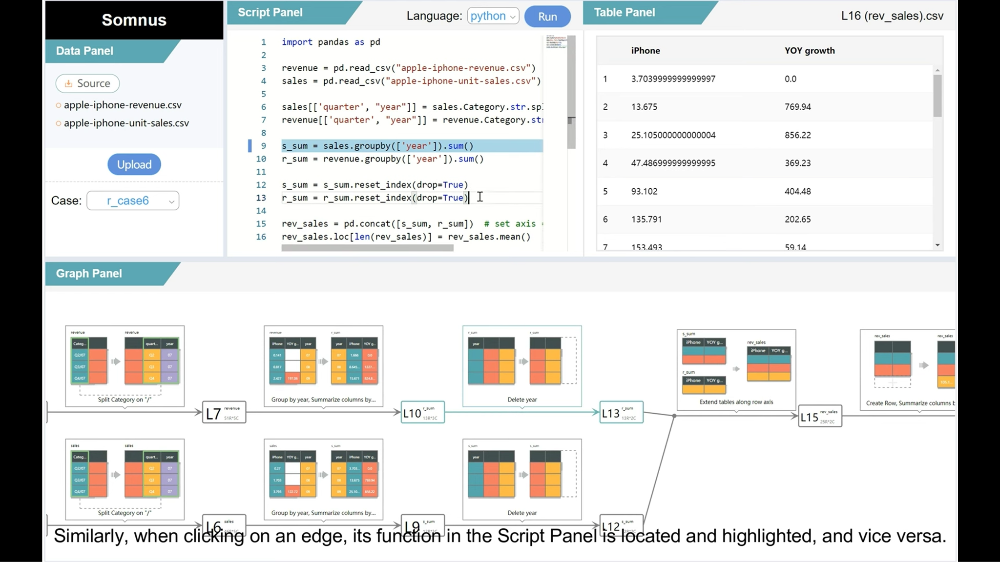 Somnus
Data Panel
Source
apple-iphone-revenue.csv
apple-iphone-unit-sales.csv
Upload
Case: r_case6
Script Panel
Language: python
Run
1 import pandas as pd
2
3 revenue = pd.read_csv("apple-iphone-revenue.csv")
4 sales = pd.read_csv("apple-iphone-unit-sales.csv")
5
6 sales[['quarter', "year"]] = sales.Category.str.spl
7 revenue[['quarter', "year"]] = revenue.Category.str
8
9 s_sum = sales.groupby(['year']).sum()
10 r_sum = revenue.groupby(['year']).sum()
11
12 s_sum = s_sum.reset_index(drop=True)
13 r_sum = r_sum.reset_index(drop=True)
14
15 rev_sales = pd.concat([s_sum, r_sum])  # set axis =
16 rev_sales.loc[len(rev_sales)] = rev_sales.mean()
Table Panel
L16 (rev_sales).csv
iPhone YOY growth
1 3.7039999999999997 0.0
2 13.675 769.94
3 25.105000000000004 856.22
4 47.486999999999995 369.23
5 93.102 404.48
6 135.791 202.65
7 153.493 59.14
Graph Panel
revenue revenue
Categ... quart... year
Q2/07 Q2 07
Q3/07 Q3 07
Q4/07 Q4 07
Split Category on "/"
L7 revenue
51R*5C
revenue r_sum
iPhone YOY g... year year iPhone YOY g...
0.141 07 07 1.666 0.0
0.817 08 08 8.645... 1227...
2.427 197.06 09 09 15.671 824.8...
Group by year, Summarize columns by...
L10 r_sum
13R*3C
r_sum r_sum
year
Delete year
L13 r_sum
13R*2C
s_sum
iPhone YOY g...
r_sum
iPhone YOY g...
rev_sales
iPhone YOY g...
Extend tables along row axis
L15 rev_sales
25R*2C
rev_sales rev_sales
105.1...
Create Row, Summarize columns b
sales sales
Categ... quart... year
Q2/07 Q2 07
Q3/07 Q3 07
Q4/07 Q4 07
Split Category on "/"
L6 sales
sales s_sum
iPhone YOY g... year year iPhone YOY g...
0.27 07 07 3.703... 0.0
1.703 08 08 13.675 769.94
3.793 122.72 09 09 25.10... 856.22
Group by year, Summarize columns by...
L9 s_sum
s_sum s_sum
year
Delete year
L12 s_sum
Similarly, when clicking on an edge, its function in the Script Panel is located and highlighted, and vice versa.